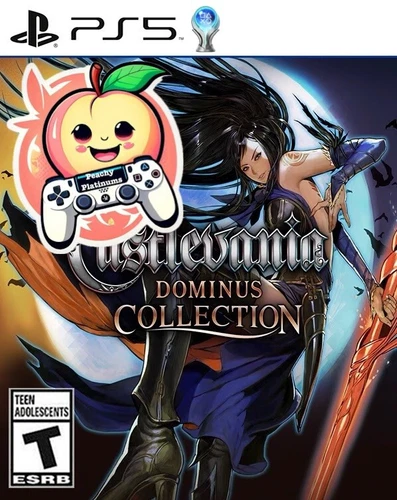 PS5
Peachy
Platinums
Castlevania
DOMINUS
COLLECTION
TEEN
ADOLESCENTS
T
ESRB